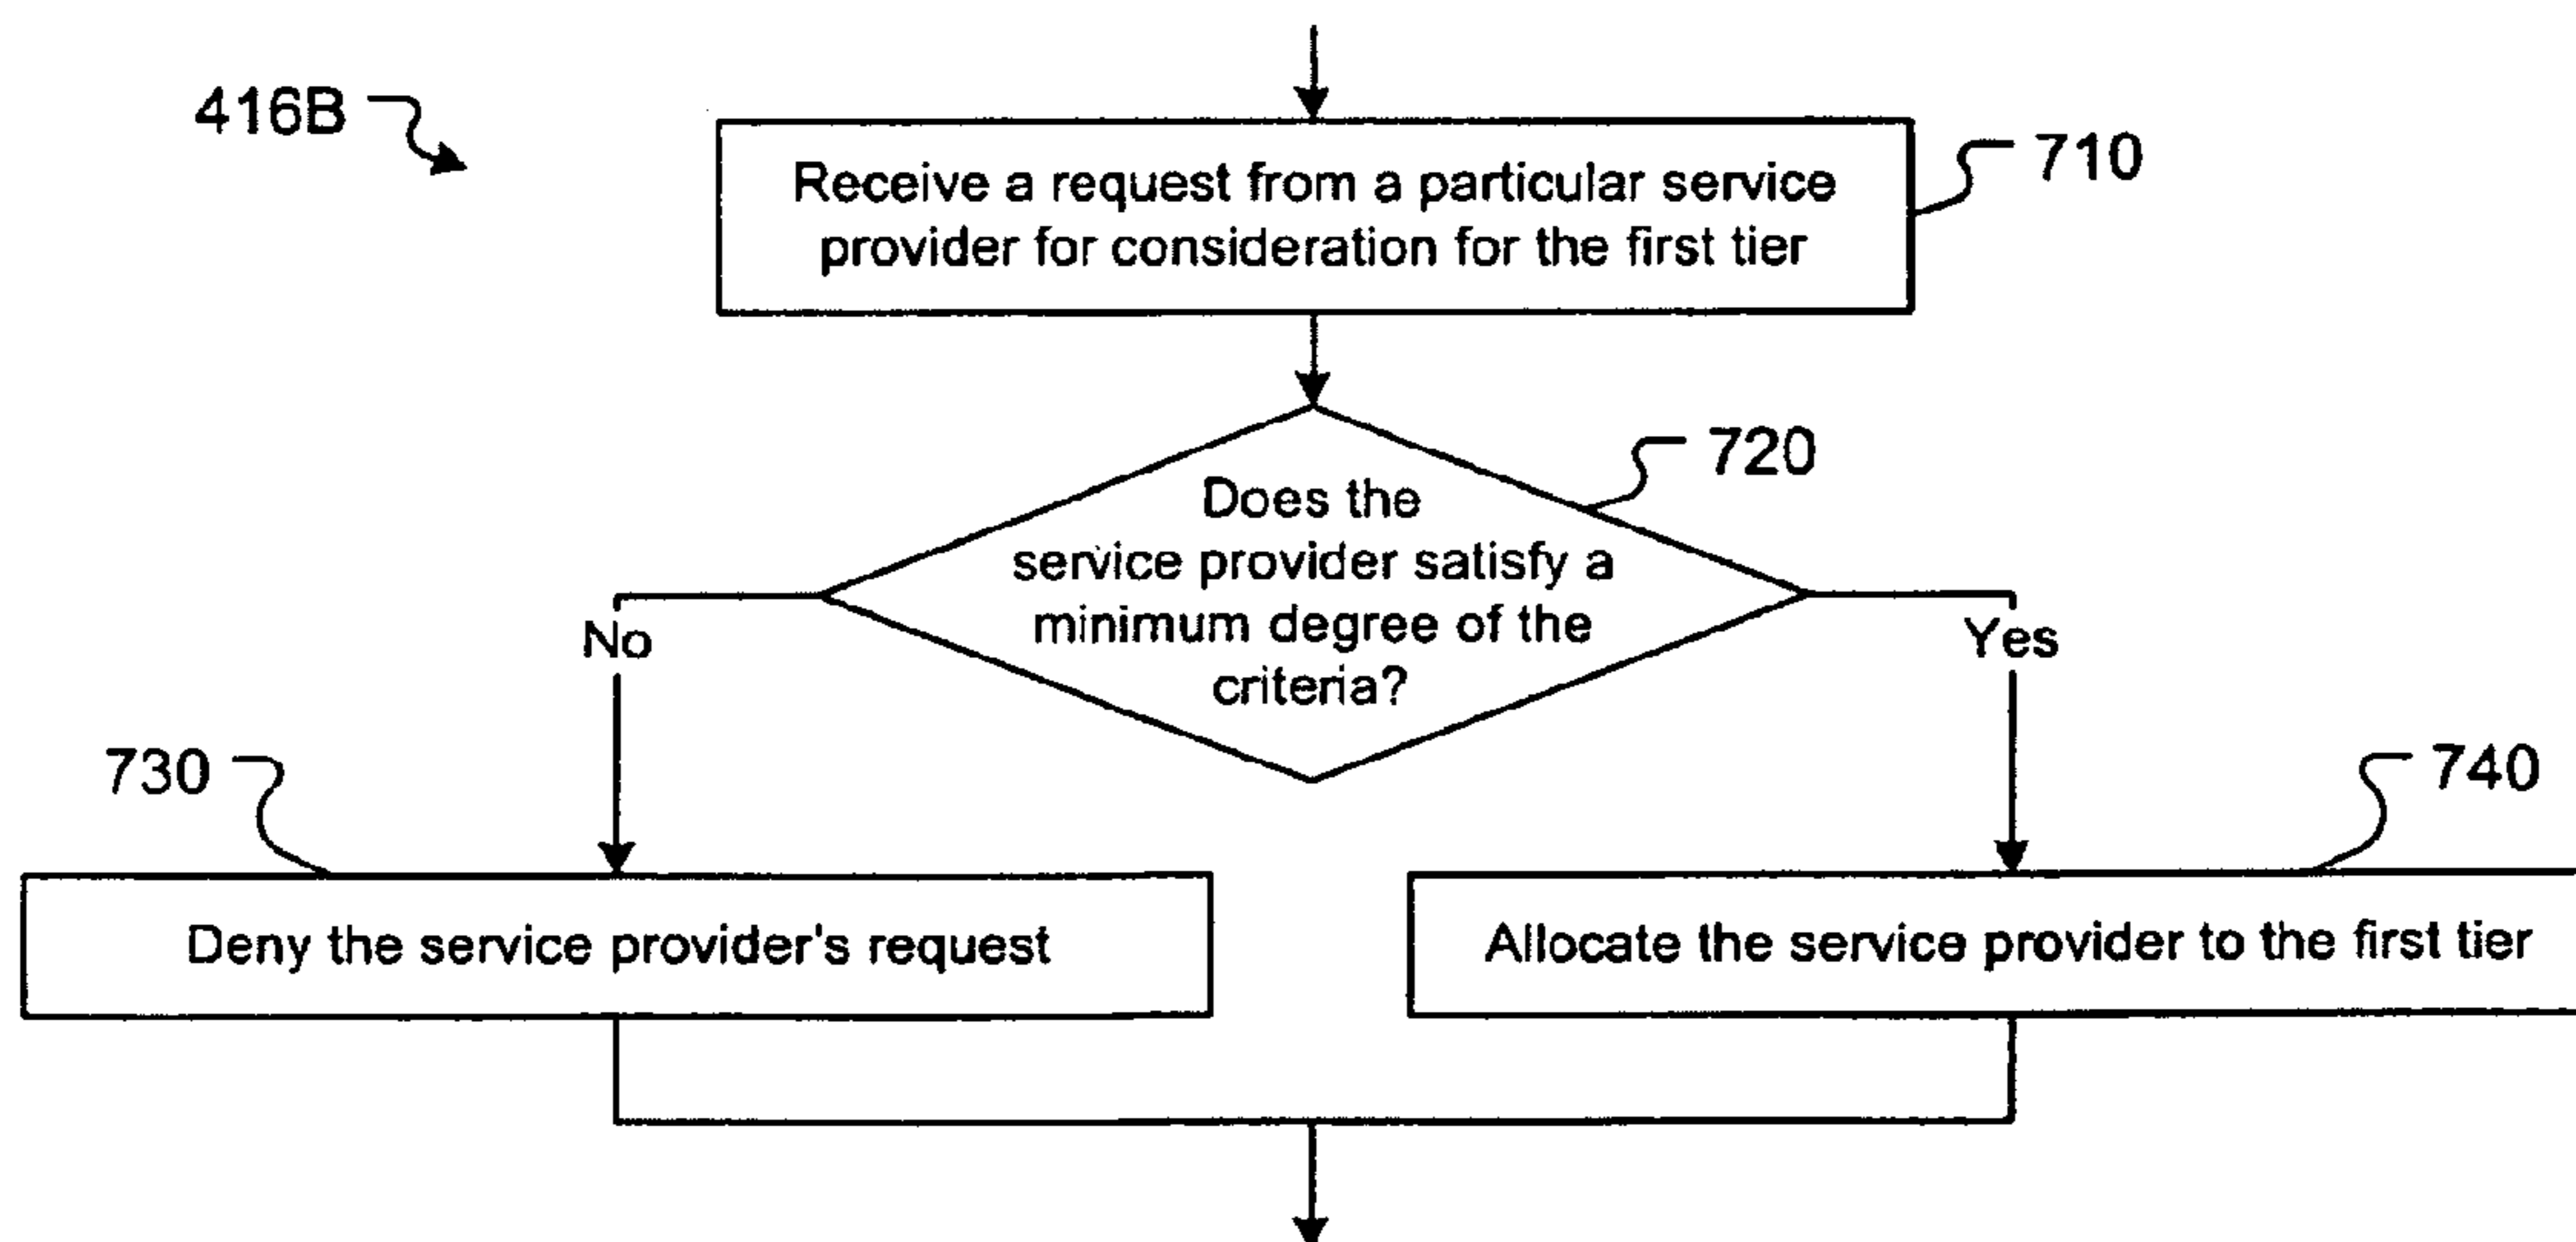 416B
Receive a request from a particular service
provider for consideration for the first tier
710
Does the
service provider satisfy a
minimum degree of the
criteria?
720
No
Yes
730
740
Deny the service provider's request
Allocate the service provider to the first tier